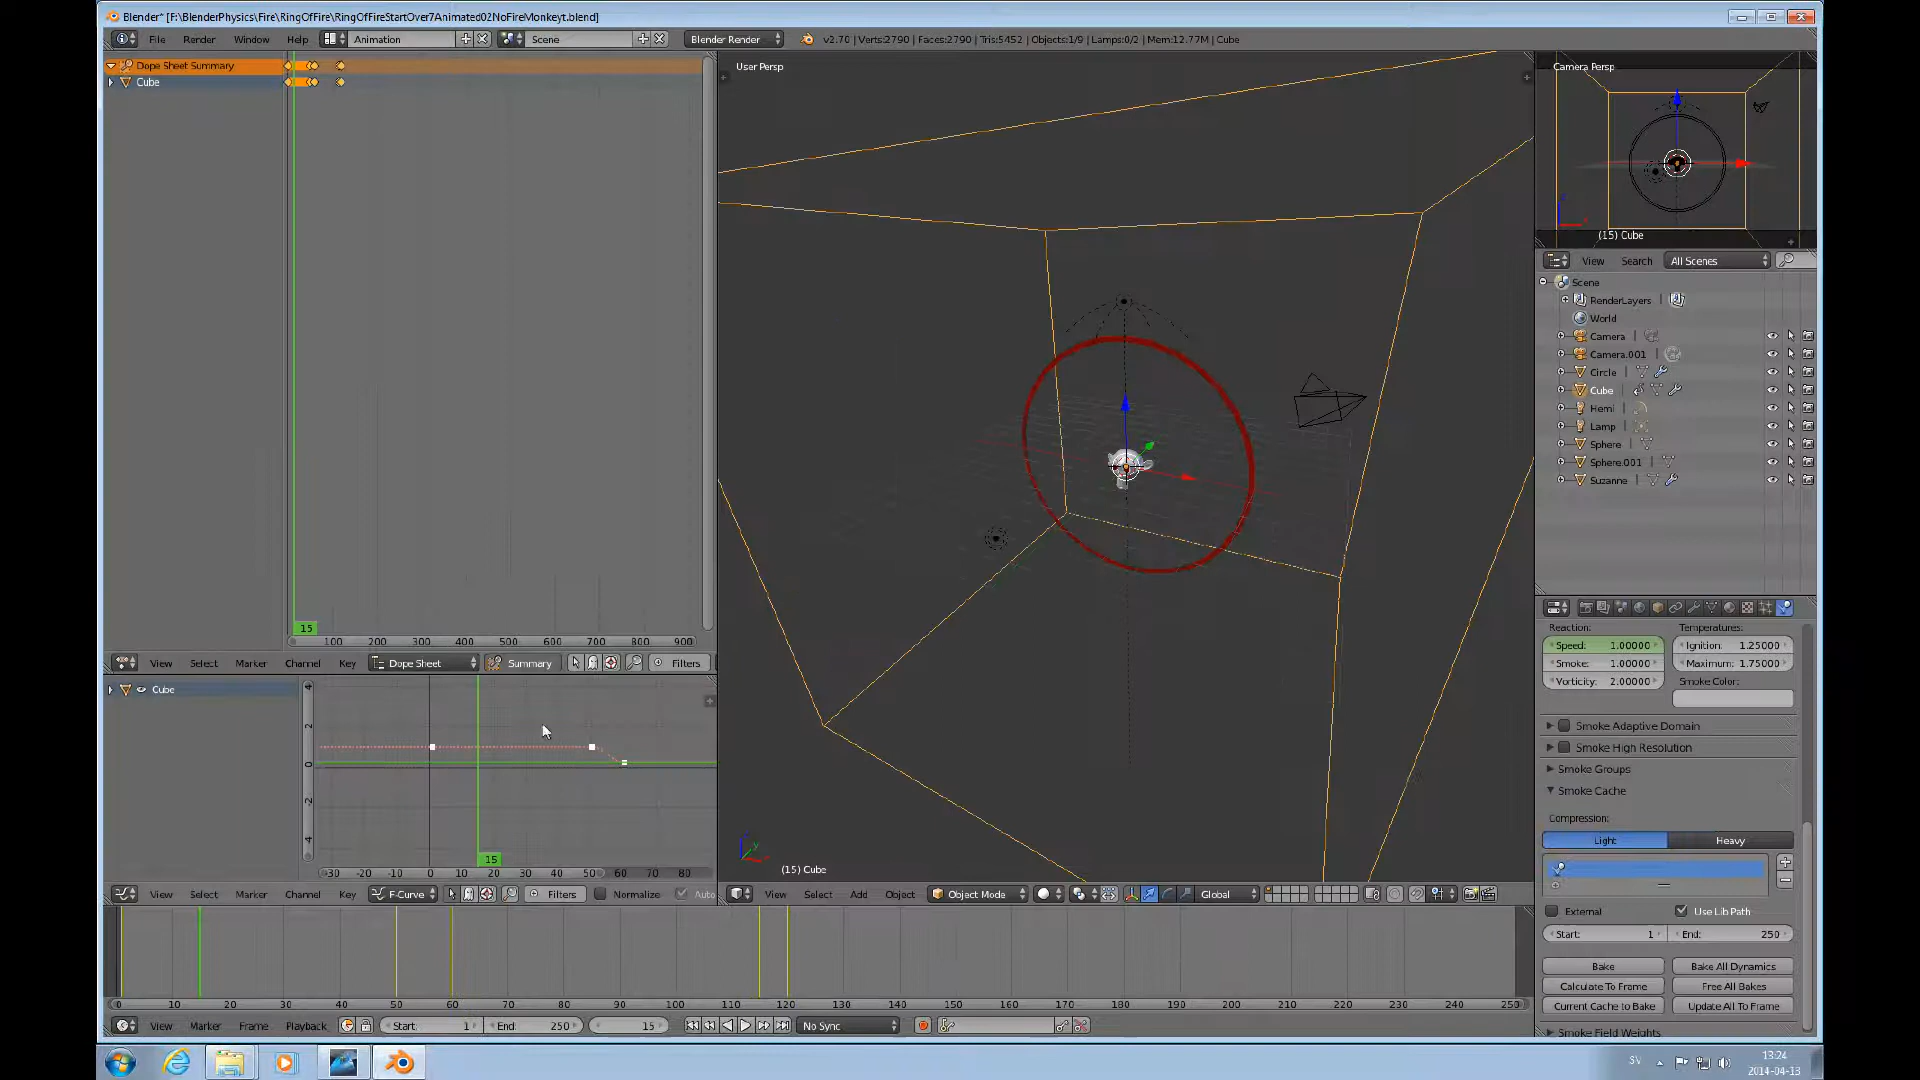 Blender* [F:\BlenderPhysics\Fire\RingOfFire\RingOfFireStartOver7Animated02NoFireMonkeyt.blend]
File Render Window Help Animation Scene Blender Render v2.70 | Verts:2790 | Faces:2790 | Tris:5452 | Objects:1/9 | Lamps:0/2 | Mem:12.77M | Cube
Dope Sheet Summary
Cube
15
100 200 300 400 500 600 700 800 900
View Select Marker Channel Key Dope Sheet Summary Filters
Cube
4
2
0
-2
-4
15
-30 -20 -10 0 10 20 30 40 50 60 70 80
View Select Marker Channel Key F-Curve Filters Normalize Auto
User Persp
(15) Cube
View Select Add Object Object Mode Global
Camera Persp
(15) Cube
View Search All Scenes
Scene
RenderLayers |
World
Camera |
Camera.001 |
Circle |
Cube |
Hemi |
Lamp |
Sphere |
Sphere.001 |
Suzanne |
Reaction: Temperatures:
Speed: 1.00000 Ignition: 1.25000
Smoke: 1.00000 Maximum: 1.75000
Vorticity: 2.00000 Smoke Color:
Smoke Adaptive Domain
Smoke High Resolution
Smoke Groups
Smoke Cache
Compression:
Light Heavy
External Use Lib Path
Start: 1 End: 250
Bake Bake All Dynamics
Calculate To Frame Free All Bakes
Current Cache to Bake Update All To Frame
Smoke Field Weights
0 10 20 30 40 50 60 70 80 90 100 110 120 130 140 150 160 170 180 190 200 210 220 230 240 250
View Marker Frame Playback Start: 1 End: 250 15 No Sync
SV
13:24
2014-04-13